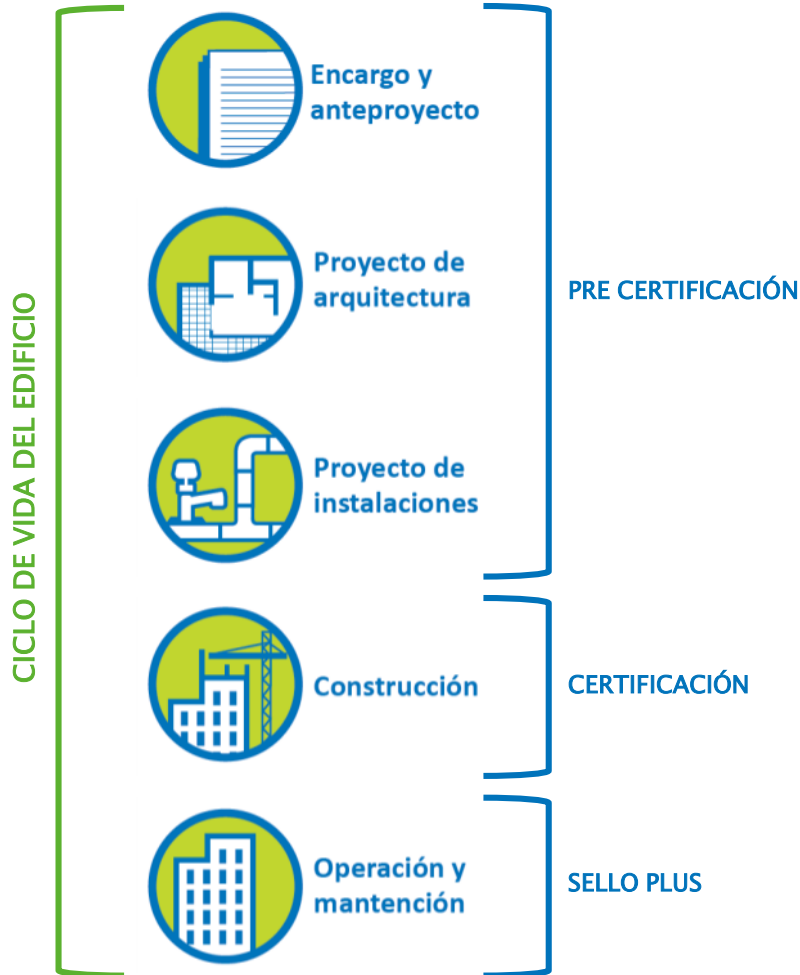 CICLO DE VIDA DEL EDIFICIO
Encargo y
anteproyecto
Proyecto de
arquitectura
Proyecto de
instalaciones
PRE CERTIFICACIÓN
Construcción
CERTIFICACIÓN
Operación y
mantención
SELLO PLUS